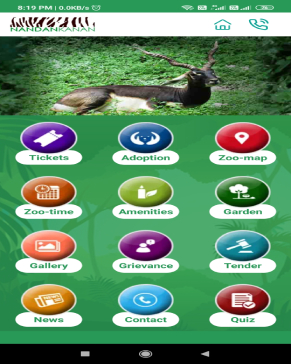 8:19 PM | 0.0KB/s
NANDANKANAN
Tickets
Adoption
Zoo-map
Zoo-time
Amenities
Garden
Gallery
Grievance
Tender
News
Contact
Quiz